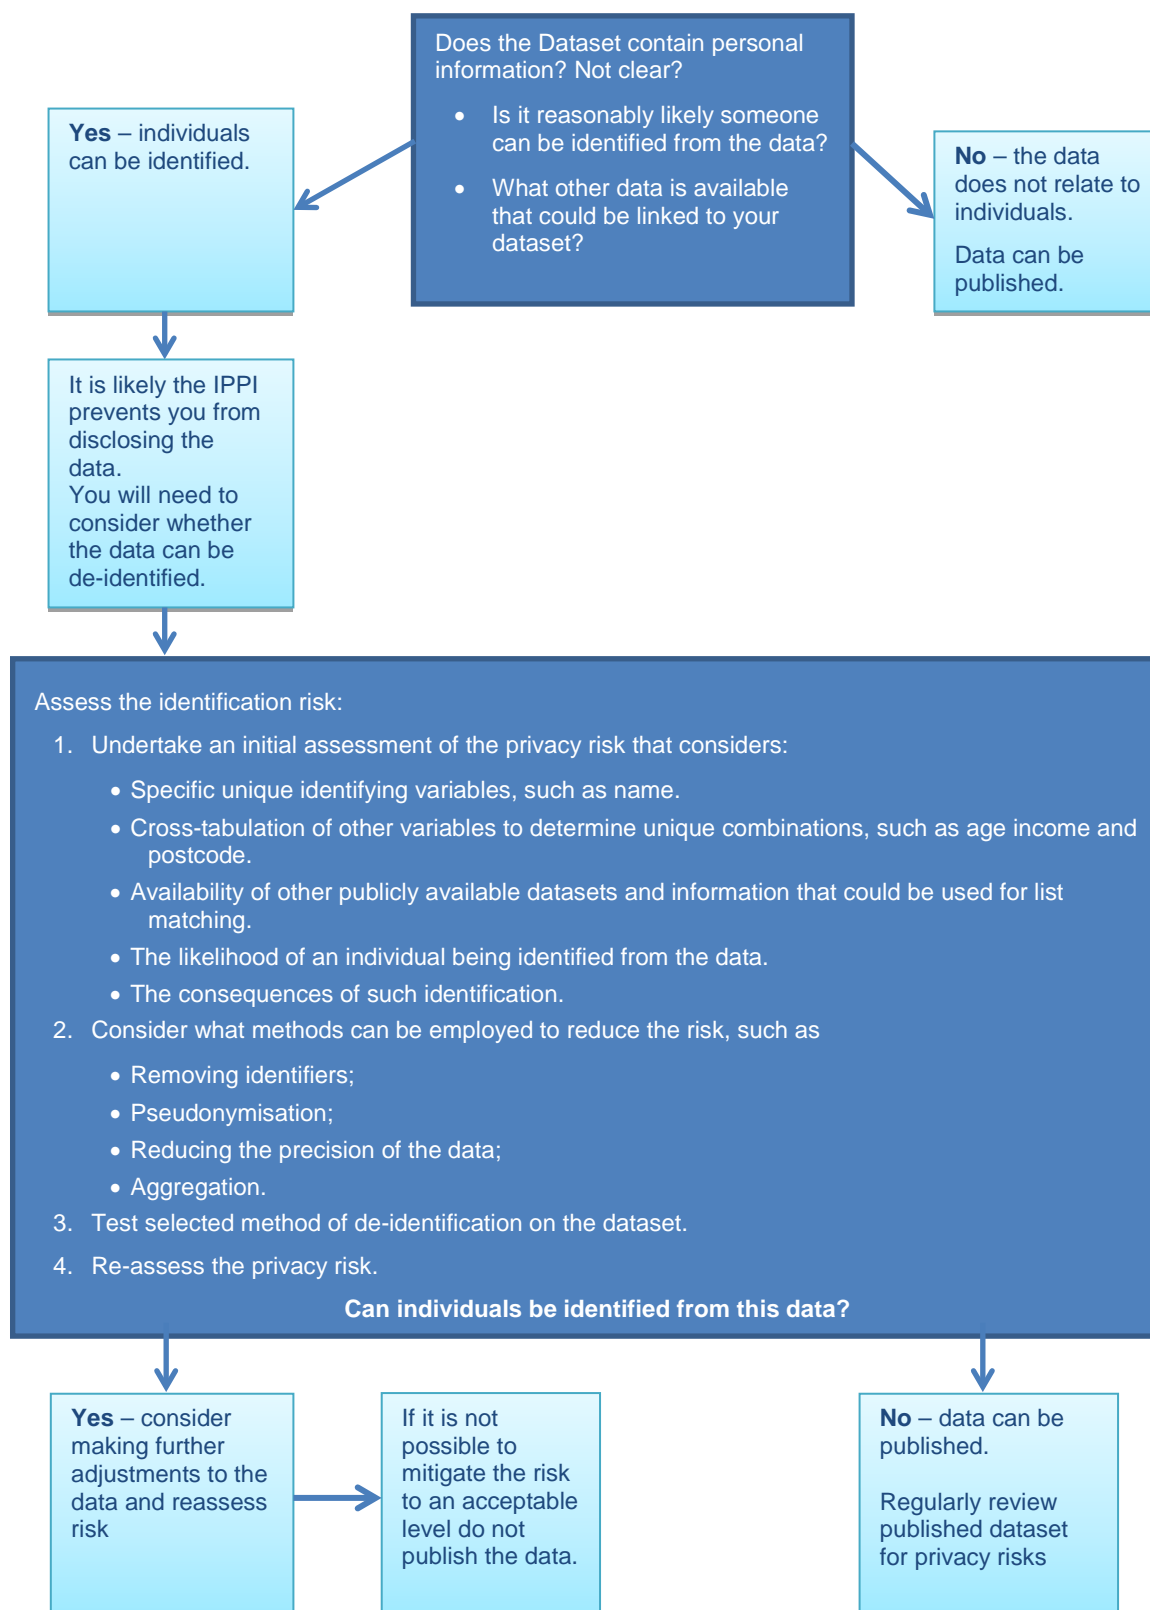 Does the Dataset contain personal
information? Not clear?
• Is it reasonably likely someone
can be identified from the data?
• What other data is available
that could be linked to your
dataset?
Yes – individuals
can be identified.
No – the data
does not relate to
individuals.
Data can be
published.
It is likely the IPPI
prevents you from
disclosing the
data.
You will need to
consider whether
the data can be
de-identified.
Assess the identification risk:
1. Undertake an initial assessment of the privacy risk that considers:
• Specific unique identifying variables, such as name.
• Cross-tabulation of other variables to determine unique combinations, such as age income and
postcode.
• Availability of other publicly available datasets and information that could be used for list
matching.
• The likelihood of an individual being identified from the data.
• The consequences of such identification.
2. Consider what methods can be employed to reduce the risk, such as
• Removing identifiers;
• Pseudonymisation;
• Reducing the precision of the data;
• Aggregation.
3. Test selected method of de-identification on the dataset.
4. Re-assess the privacy risk.
Can individuals be identified from this data?
Yes – consider
making further
adjustments to the
data and reassess
risk
If it is not
possible to
mitigate the risk
to an acceptable
level do not
publish the data.
No – data can be
published.
Regularly review
published dataset
for privacy risks